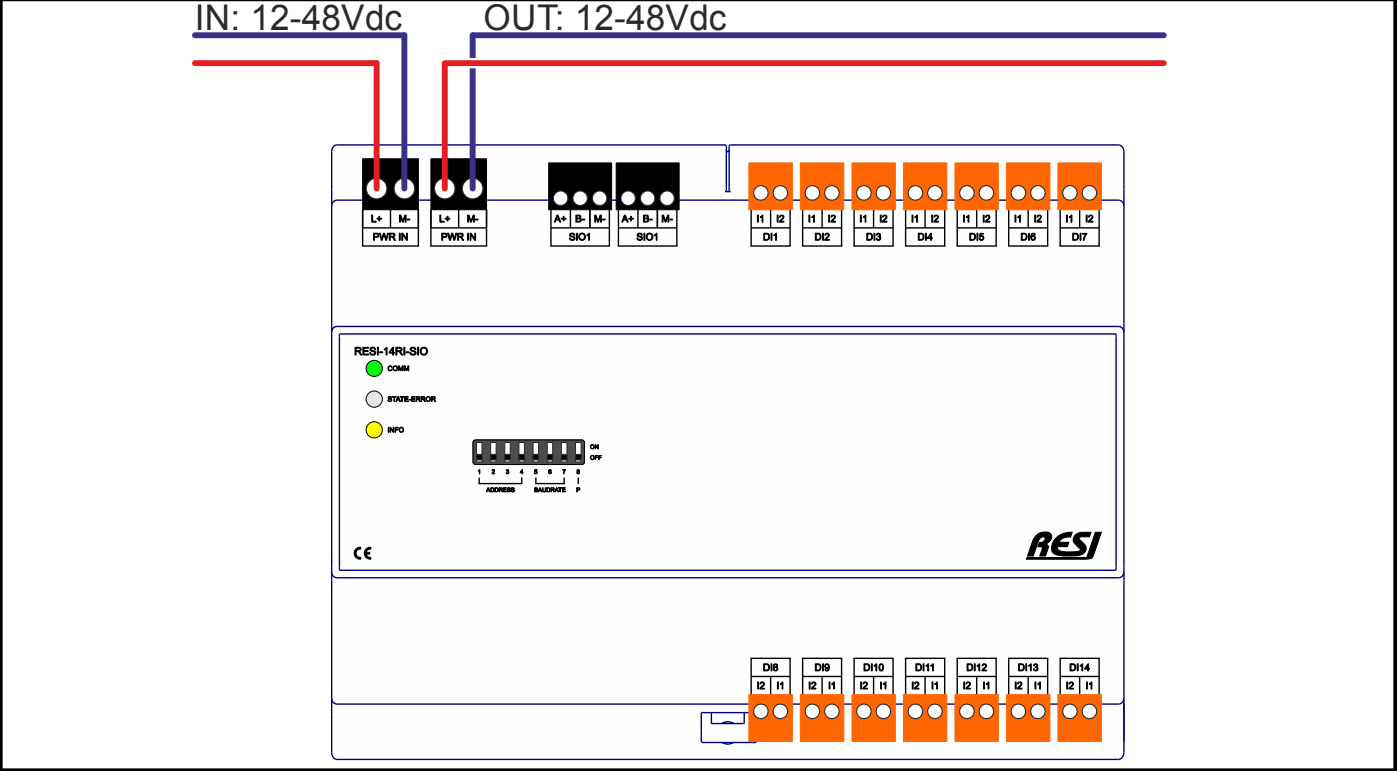 IN: 12-48Vdc OUT: 12-48Vdc
L+ M- L+ M- A+ B- M- A+ B- M- I1 I2 I1 I2 I1 I2 I1 I2 I1 I2 I1 I2 I1 I2
PWR IN PWR IN SIO1 SIO1 DI1 DI2 DI3 DI4 DI5 DI6 DI7
RESI-14RI-SIO
COMM
STATE-ERROR
INFO
ON
OFF
1 2 3 4 5 6 7 8
ADDRESS BAUDRATE P
CE RESI
DI8 DI9 DI10 DI11 DI12 DI13 DI14
I2 I1 I2 I1 I2 I1 I2 I1 I2 I1 I2 I1 I2 I1